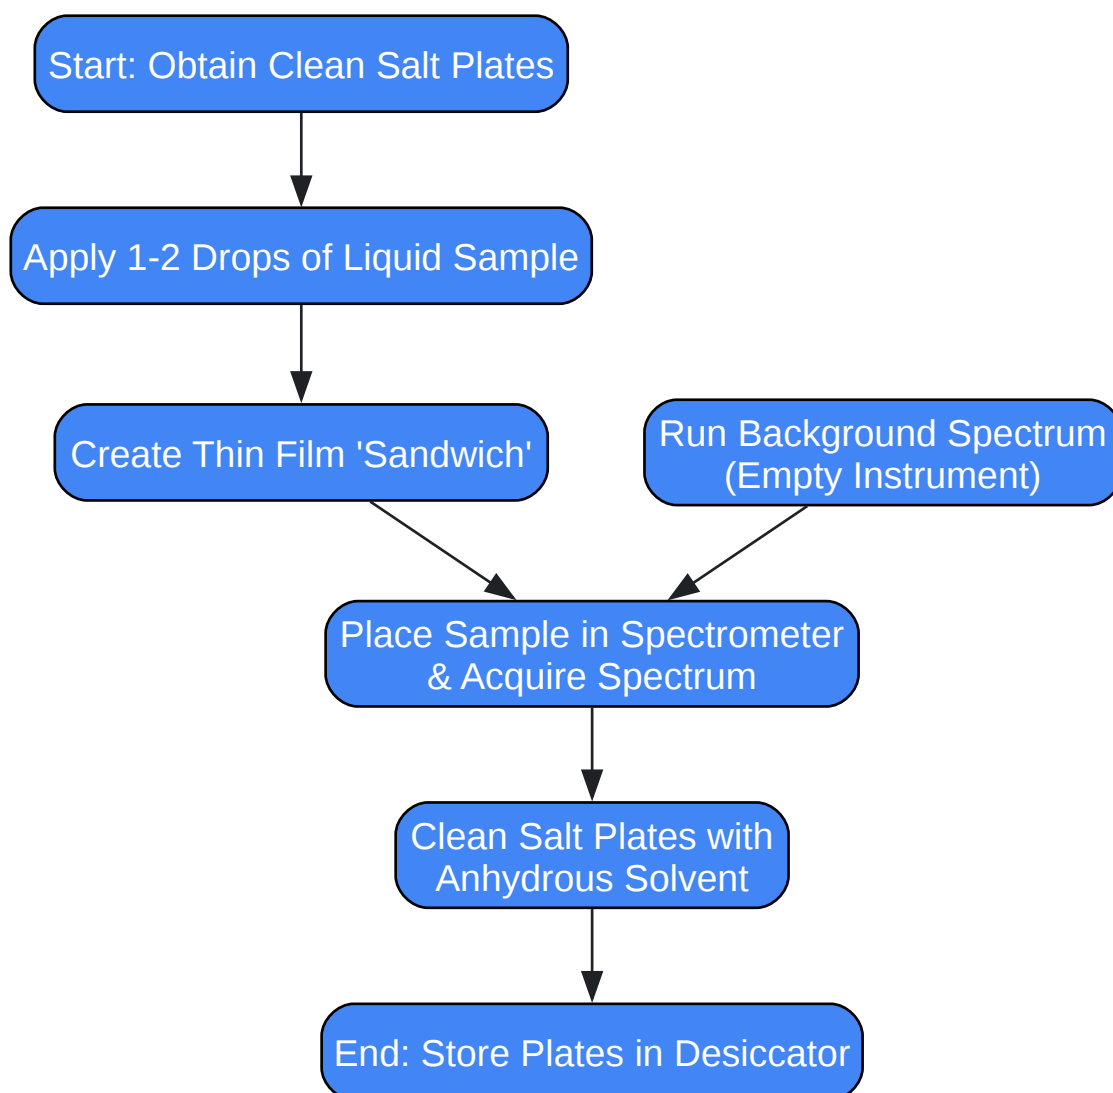 Start: Obtain Clean Salt Plates
Apply 1-2 Drops of Liquid Sample
Create Thin Film 'Sandwich'
Run Background Spectrum
(Empty Instrument)
Place Sample in Spectrometer
& Acquire Spectrum
Clean Salt Plates with
Anhydrous Solvent
End: Store Plates in Desiccator